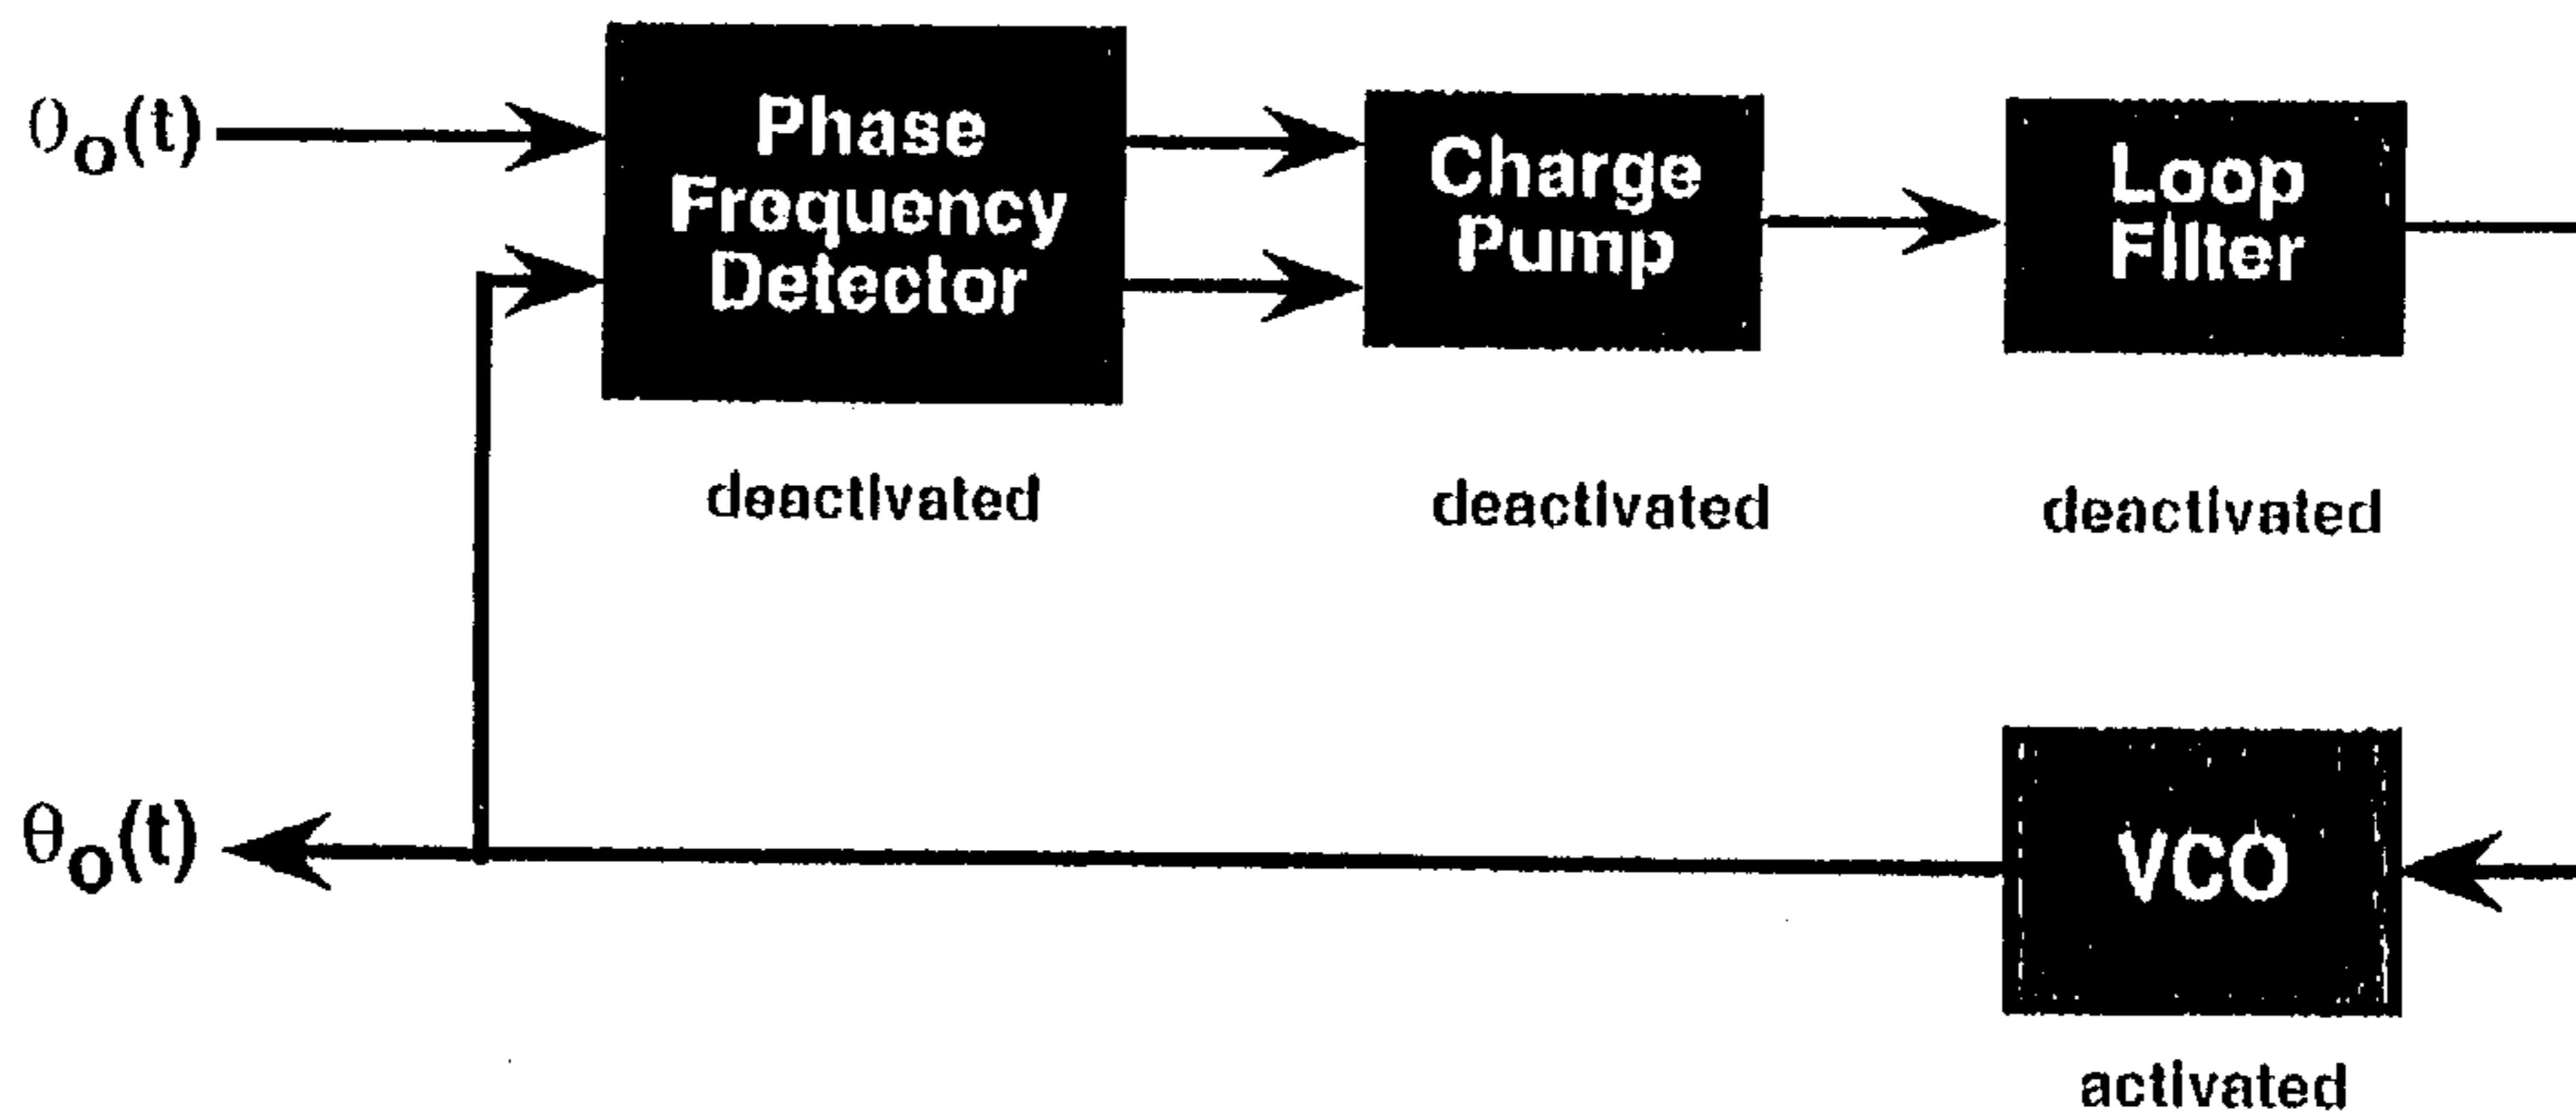 θo(t)
Phase
Frequency
Detector
Charge
Pump
Loop
Filter
deactivated
deactivated
deactivated
θo(t)
VCO
activated